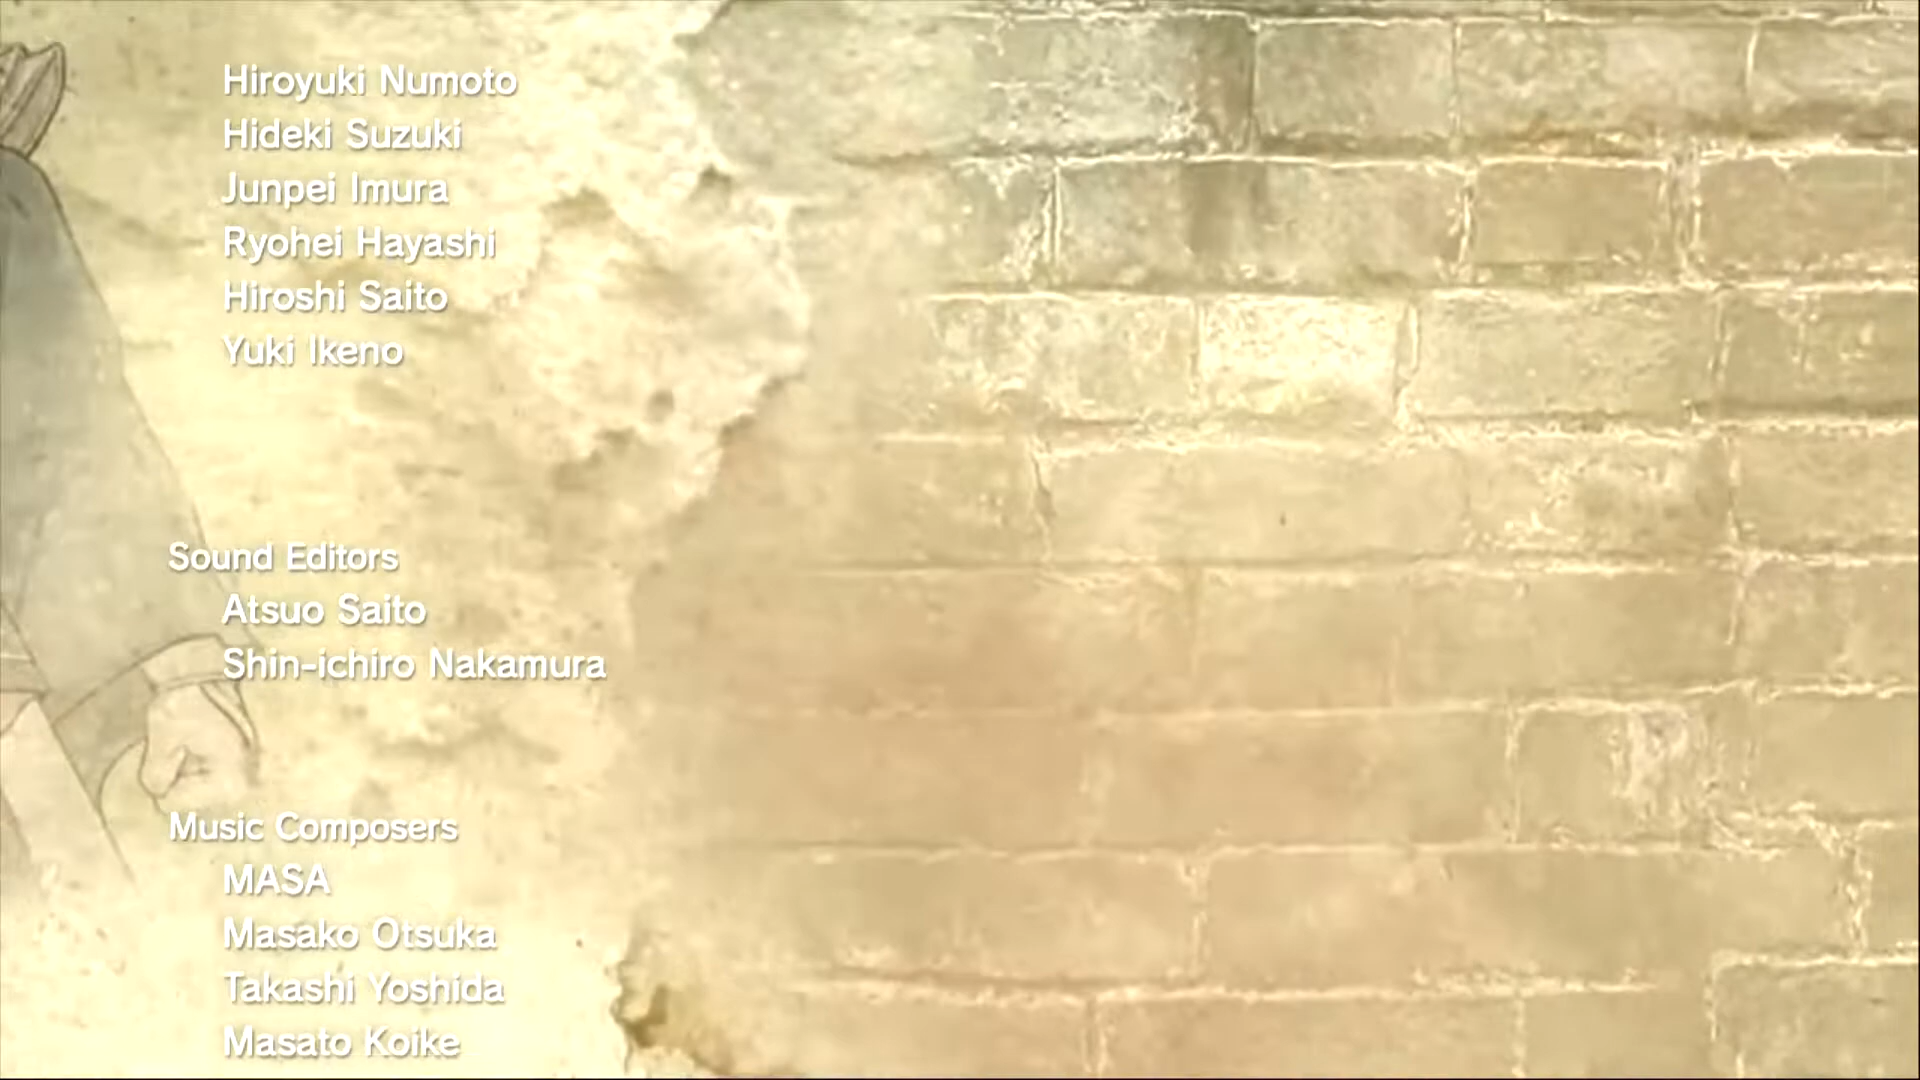 Hiroyuki Numoto
Hideki Suzuki
Junpei Imura
Ryohei Hayashi
Hiroshi Saito
Yuki Ikeno
Sound Editors
Atsuo Saito
Shin-ichiro Nakamura
Music Composers
MASA
Masako Otsuka
Takashi Yoshida
Masato Koike